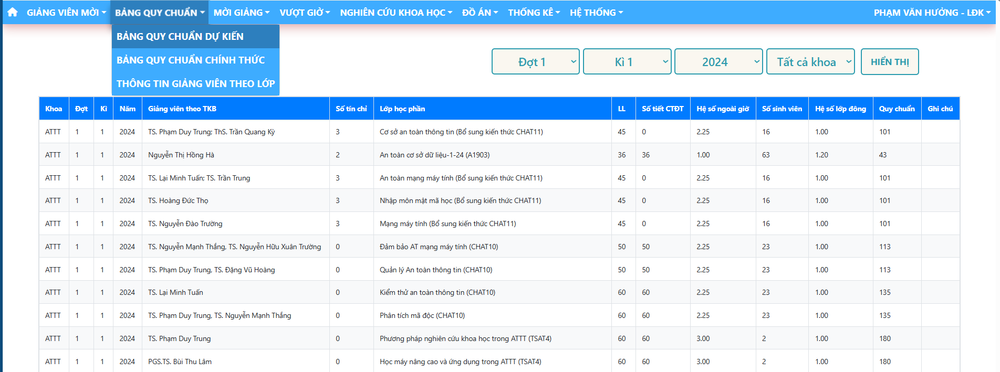 GIẢNG VIÊN MỜI BẢNG QUY CHUẨN MỜI GIẢNG VƯỢT GIỜ NGHIÊN CỨU KHOA HỌC ĐỒ ÁN THỐNG KÊ HỆ THỐNG PHẠM VĂN HƯỞNG - LĐK
BẢNG QUY CHUẨN DỰ KIẾN
BẢNG QUY CHUẨN CHÍNH THỨC
THÔNG TIN GIẢNG VIÊN THEO LỚP
Đợt 1 Kì 1 2024 Tất cả khoa HIỂN THỊ
Khoa Đợt Kì Năm Giảng viên theo TKB Số tín chỉ Lớp học phần LL Số tiết CTĐT Hệ số ngoài giờ Số sinh viên Hệ số lớp đông Quy chuẩn Ghi chú
ATTT 1 1 2024 TS. Phạm Duy Trung; ThS. Trần Quang Kỳ 3 Cơ sở an toàn thông tin (Bổ sung kiến thức CHAT11) 45 0 2.25 16 1.00 101
ATTT 1 1 2024 Nguyễn Thị Hồng Hà 2 An toàn cơ sở dữ liệu-1-24 (A1903) 36 36 1.00 63 1.20 43
ATTT 1 1 2024 TS. Lại Minh Tuấn; TS. Trần Trung 3 An toàn mạng máy tính (Bổ sung kiến thức CHAT11) 45 0 2.25 16 1.00 101
ATTT 1 1 2024 TS. Hoàng Đức Thọ 3 Nhập môn mật mã học (Bổ sung kiến thức CHAT11) 45 0 2.25 16 1.00 101
ATTT 1 1 2024 TS. Nguyễn Đào Trường 3 Mạng máy tính (Bổ sung kiến thức CHAT11) 45 0 2.25 16 1.00 101
ATTT 1 1 2024 TS. Nguyễn Mạnh Thắng, TS. Nguyễn Hữu Xuân Trường 0 Đảm bảo AT mạng máy tính (CHAT10) 50 50 2.25 23 1.00 113
ATTT 1 1 2024 TS. Phạm Duy Trung, TS. Đặng Vũ Hoàng 0 Quản lý An toàn thông tin (CHAT10) 50 50 2.25 23 1.00 113
ATTT 1 1 2024 TS. Lại Minh Tuấn 0 Kiểm thử an toàn thông tin (CHAT10) 60 60 2.25 23 1.00 135
ATTT 1 1 2024 TS. Phạm Duy Trung, TS. Nguyễn Mạnh Thắng 0 Phân tích mã độc (CHAT10) 60 60 2.25 23 1.00 135
ATTT 1 1 2024 TS. Phạm Duy Trung 0 Phương pháp nghiên cứu khoa học trong ATTT (TSAT4) 60 60 3.00 2 1.00 180
ATTT 1 1 2024 PGS.TS. Bùi Thu Lâm 0 Học máy nâng cao và ứng dụng trong ATTT (TSAT4) 60 60 3.00 2 1.00 180